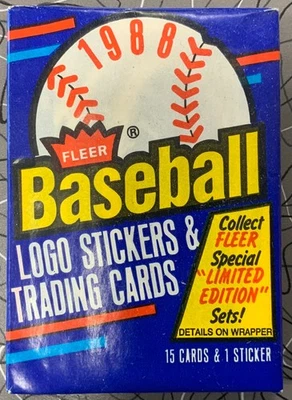 1988
FLEER
®
Baseball
LOGO STICKERS &
TRADING CARDS
Collect
FLEER
Special
"LIMITED
EDITION"
Sets!
DETAILS ON WRAPPER
15 CARDS & 1 STICKER